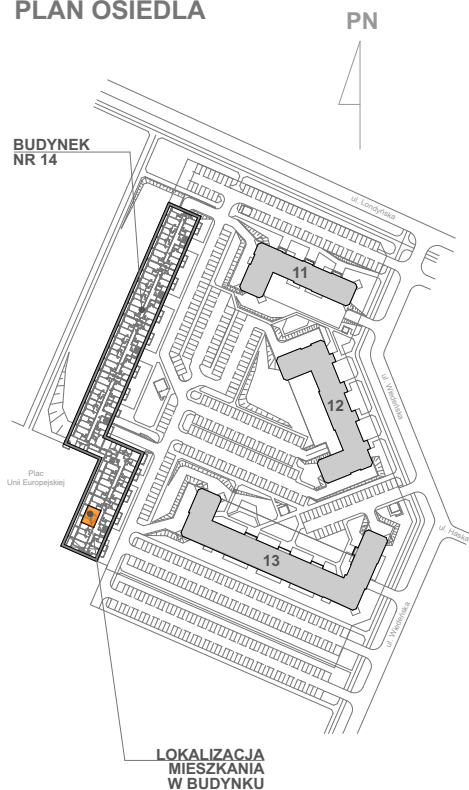 PLAN OSIEDLA
PN
BUDYNEK
NR 14
ul. Londyńska
11
12
ul. Wiedeńska
Plac
Unii Europejskiej
13
ul. Haska
ul. Wiedeńska
LOKALIZACJA
MIESZKANIA
W BUDYNKU